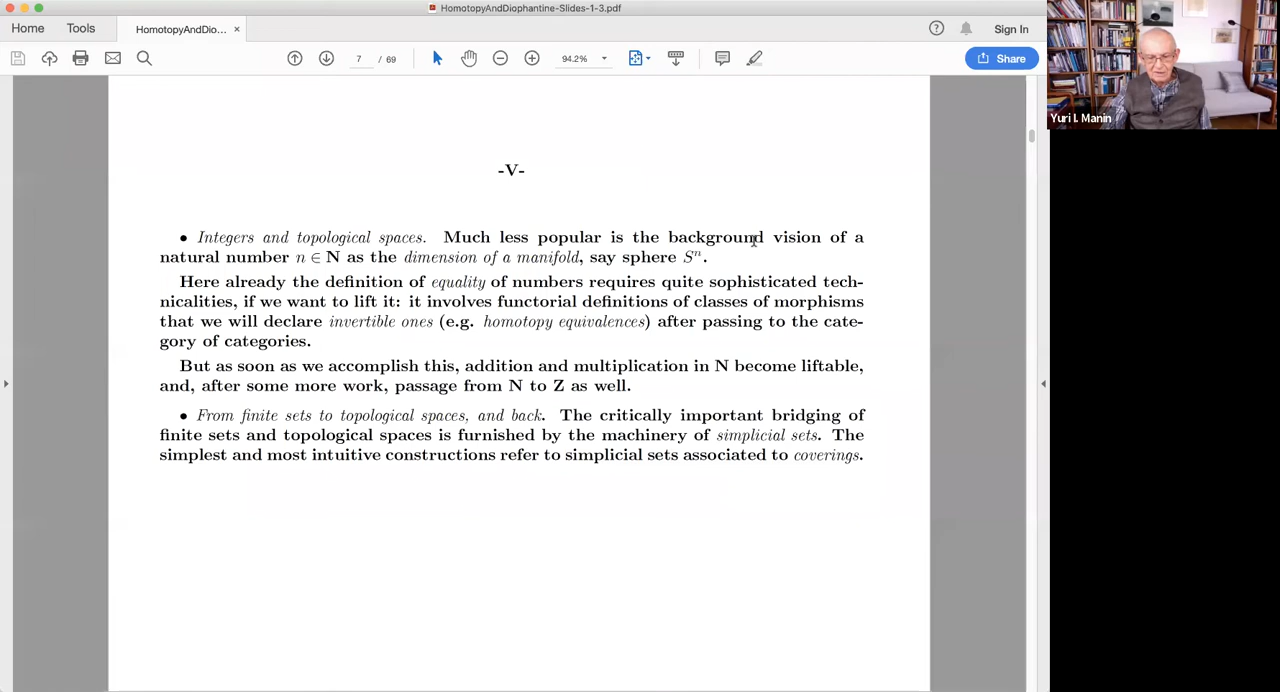 HomotopyAndDiophantine-Slides-1-3.pdf
Home Tools HomotopyAndDio... × Sign In
7 / 69 94.2% Share
Yuri I. Manin
-V-
• Integers and topological spaces. Much less popular is the background vision of a
natural number n ∈ N as the dimension of a manifold, say sphere Sⁿ.
Here already the definition of equality of numbers requires quite sophisticated tech-
nicalities, if we want to lift it: it involves functorial definitions of classes of morphisms
that we will declare invertible ones (e.g. homotopy equivalences) after passing to the cate-
gory of categories.
But as soon as we accomplish this, addition and multiplication in N become liftable,
and, after some more work, passage from N to Z as well.
• From finite sets to topological spaces, and back. The critically important bridging of
finite sets and topological spaces is furnished by the machinery of simplicial sets. The
simplest and most intuitive constructions refer to simplicial sets associated to coverings.